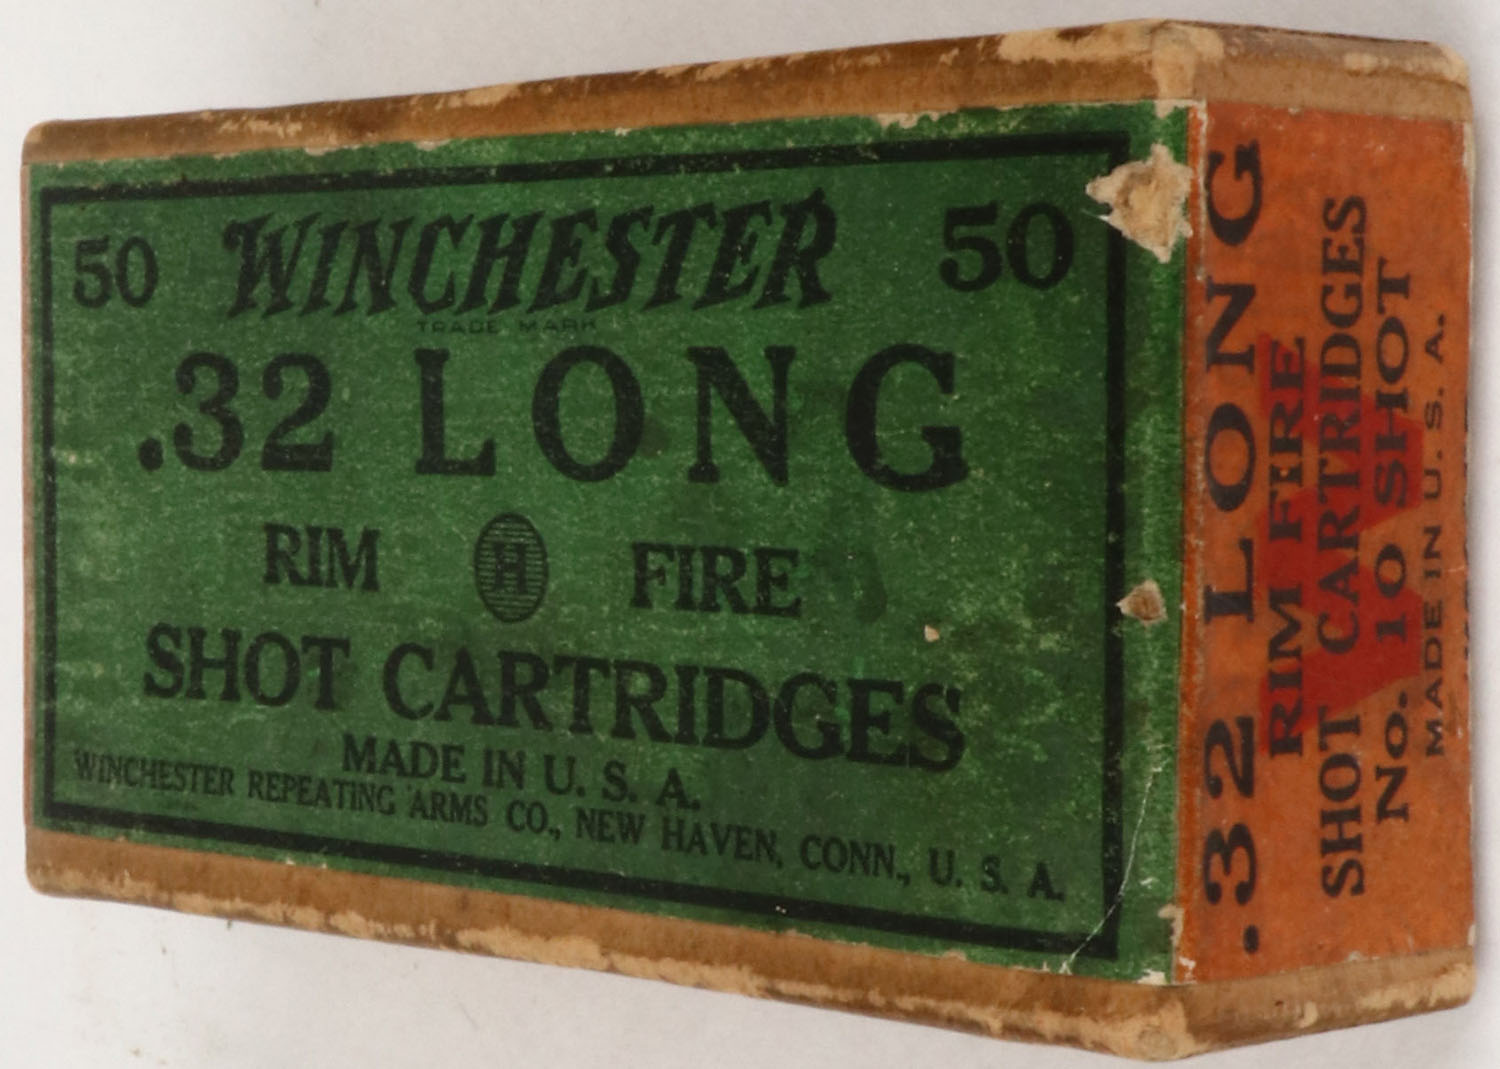 50 WINCHESTER 50
TRADE MARK
.32 LONG
RIM H FIRE
SHOT CARTRIDGES
MADE IN U. S. A.
WINCHESTER REPEATING ARMS CO., NEW HAVEN, CONN., U. S. A.
.32 LONG
RIM FIRE
SHOT CARTRIDGES
No. 10 SHOT
MADE IN U. S. A.